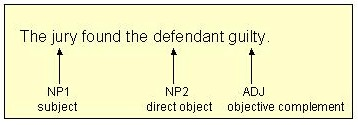 The jury found the defendant guilty.
NP1 NP2 ADJ
subject direct object objective complement